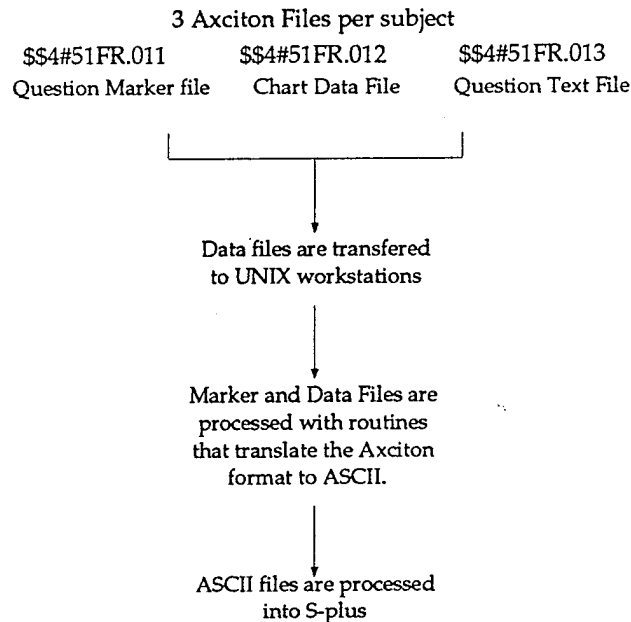 3 Axciton Files per subject
$$4#51FR.011 $$4#51FR.012 $$4#51FR.013
Question Marker file Chart Data File Question Text File
Data files are transfered
to UNIX workstations
Marker and Data Files are
processed with routines
that translate the Axciton
format to ASCII.
ASCII files are processed
into S-plus